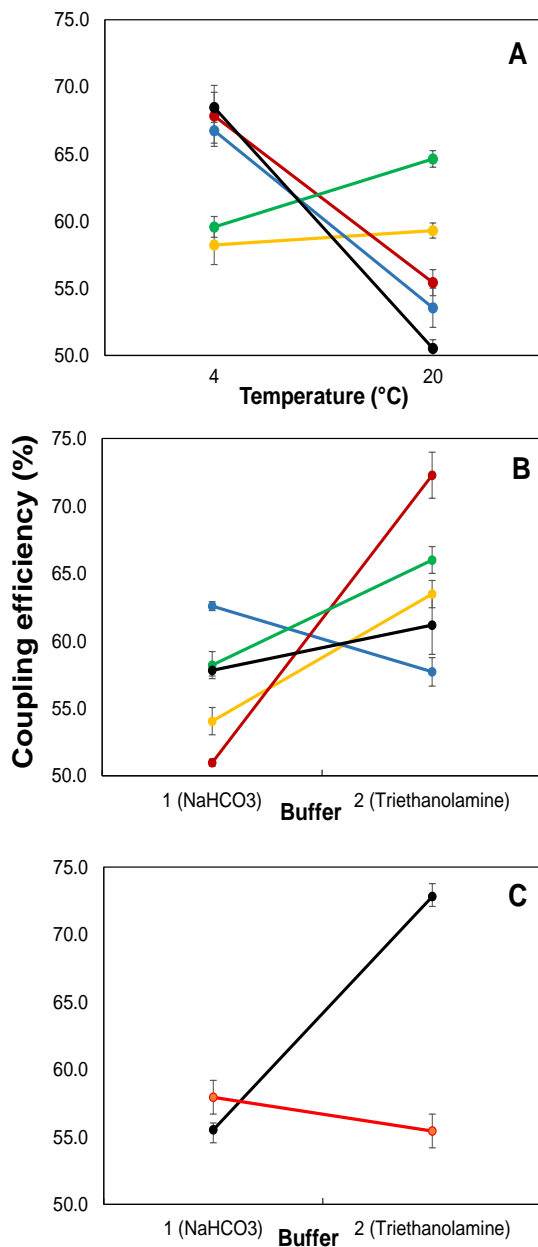 75.0
A
70.0
65.0
60.0
55.0
50.0
4
20
Temperature (°C)
Coupling efficiency (%)
75.0
B
70.0
65.0
60.0
55.0
50.0
1 (NaHCO3)
2 (Triethanolamine)
Buffer
75.0
C
70.0
65.0
60.0
55.0
50.0
1 (NaHCO3)
2 (Triethanolamine)
Buffer